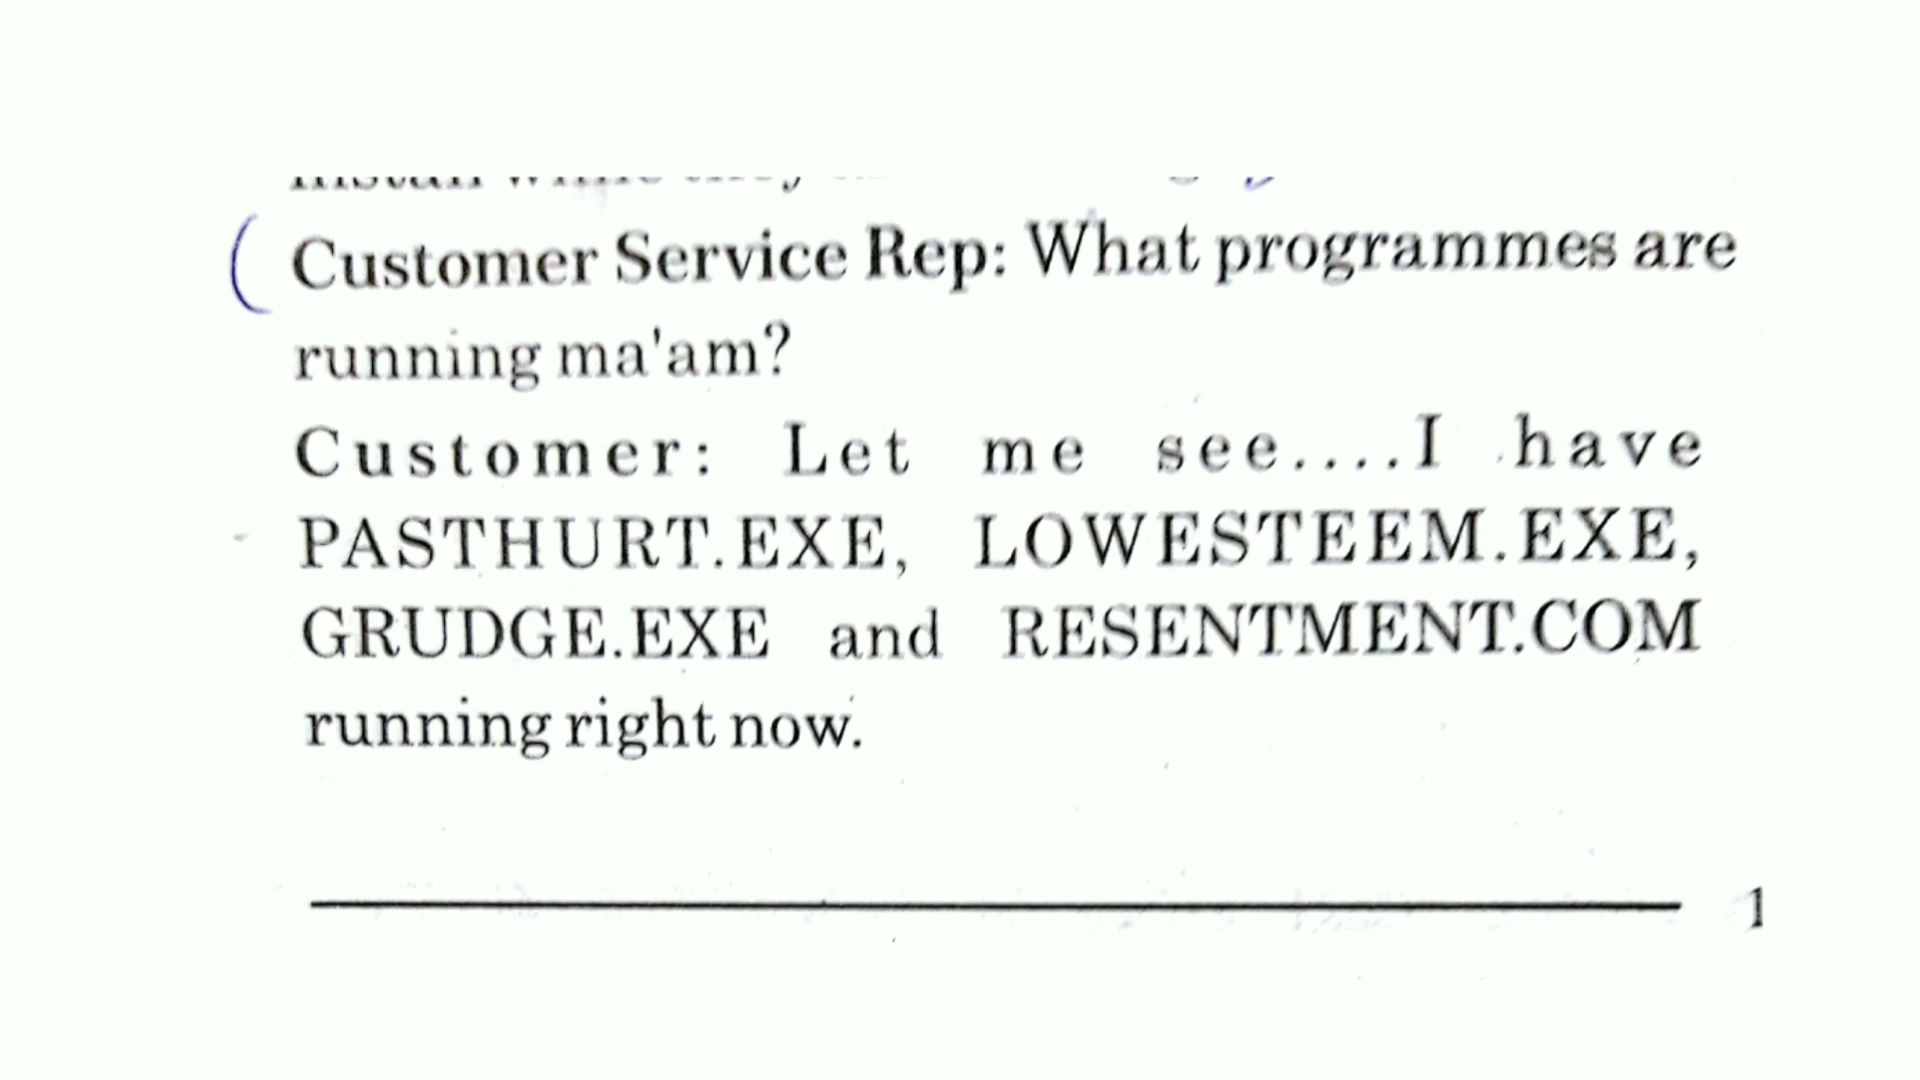 Customer Service Rep: What programmes are
running ma'am?
Customer: Let me see....I have
PASTHURT.EXE, LOWESTEEM.EXE,
GRUDGE.EXE and RESENTMENT.COM
running right now.
1